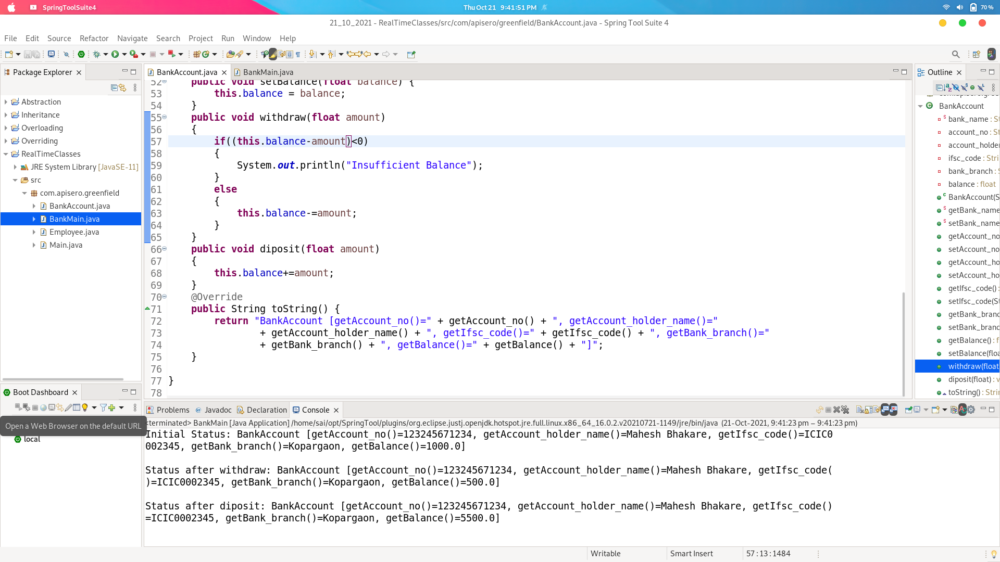 SpringToolSuite4
Thu Oct 21 9:41:51 PM
70 %
21_10_2021 - RealTimeClasses/src/com/apisero/greenfield/BankAccount.java - Spring Tool Suite 4
File Edit Source Refactor Navigate Search Project Run Window Help
Package Explorer
Abstraction
Inheritance
Overloading
Overriding
RealTimeClasses
JRE System Library [JavaSE-11]
src
com.apisero.greenfield
BankAccount.java
BankMain.java
Employee.java
Main.java
Boot Dashboard
Open a Web Browser on the default URL
local
BankAccount.java BankMain.java
52 public void setBalance(float balance) {
53 this.balance = balance;
54 }
55 public void withdraw(float amount)
56 {
57 if((this.balance-amount)<0)
58 {
59 System.out.println("Insufficient Balance");
60 }
61 else
62 {
63 this.balance-=amount;
64 }
65 }
66 public void diposit(float amount)
67 {
68 this.balance+=amount;
69 }
70 @Override
71 public String toString() {
72 return "BankAccount [getAccount_no()=" + getAccount_no() + ", getAccount_holder_name()="
73 + getAccount_holder_name() + ", getIfsc_code()=" + getIfsc_code() + ", getBank_branch()="
74 + getBank_branch() + ", getBalance()=" + getBalance() + "]";
75 }
76
77 }
78
Problems @ Javadoc Declaration Console
<terminated> BankMain [Java Application] /home/sai/opt/SpringTool/plugins/org.eclipse.justj.openjdk.hotspot.jre.full.linux.x86_64_16.0.2.v20210721-1149/jre/bin/java (21-Oct-2021, 9:41:23 pm – 9:41:23 pm)
Initial Status: BankAccount [getAccount_no()=123245671234, getAccount_holder_name()=Mahesh Bhakare, getIfsc_code()=ICIC0
002345, getBank_branch()=Kopargaon, getBalance()=1000.0]
Status after withdraw: BankAccount [getAccount_no()=123245671234, getAccount_holder_name()=Mahesh Bhakare, getIfsc_code(
)=ICIC0002345, getBank_branch()=Kopargaon, getBalance()=500.0]
Status after diposit: BankAccount [getAccount_no()=123245671234, getAccount_holder_name()=Mahesh Bhakare, getIfsc_code()
=ICIC0002345, getBank_branch()=Kopargaon, getBalance()=5500.0]
Outline
BankAccount
bank_name : St
account_no : St
account_holder
ifsc_code : Stri
bank_branch : S
balance : float
BankAccount(S
getBank_name
setBank_name
getAccount_no
setAccount_no
getAccount_ho
setAccount_ho
getIfsc_code() :
setIfsc_code(St
getBank_branc
setBank_branc
getBalance() : f
setBalance(floa
withdraw(float
diposit(float) : v
toString() : Strin
Writable Smart Insert 57 : 13 : 1484